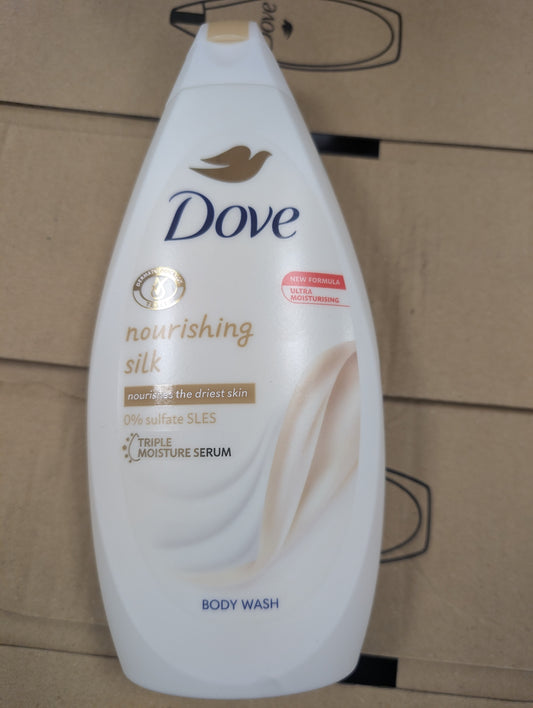 Dove
Dove
NEW FORMULA
ULTRA
MOISTURISING
nourishing
silk
nourishes the driest skin
0% sulfate SLES
TRIPLE
MOISTURE SERUM
BODY WASH